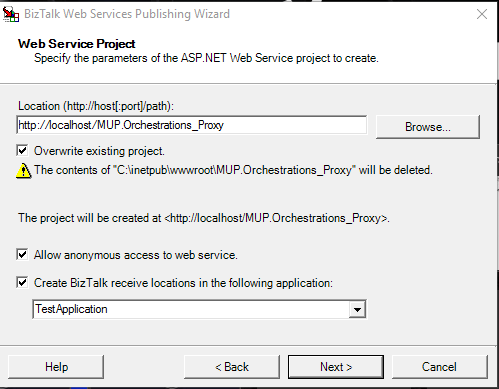 BizTalk Web Services Publishing Wizard
Web Service Project
Specify the parameters of the ASP.NET Web Service project to create.
Location (http://host[:port]/path):
http://localhost/MUP.Orchestrations_Proxy
Browse...
Overwrite existing project.
The contents of "C:\inetpub\wwwroot\MUP.Orchestrations_Proxy" will be deleted.
The project will be created at <http://localhost/MUP.Orchestrations_Proxy>.
Allow anonymous access to web service.
Create BizTalk receive locations in the following application:
TestApplication
Help
< Back
Next >
Cancel